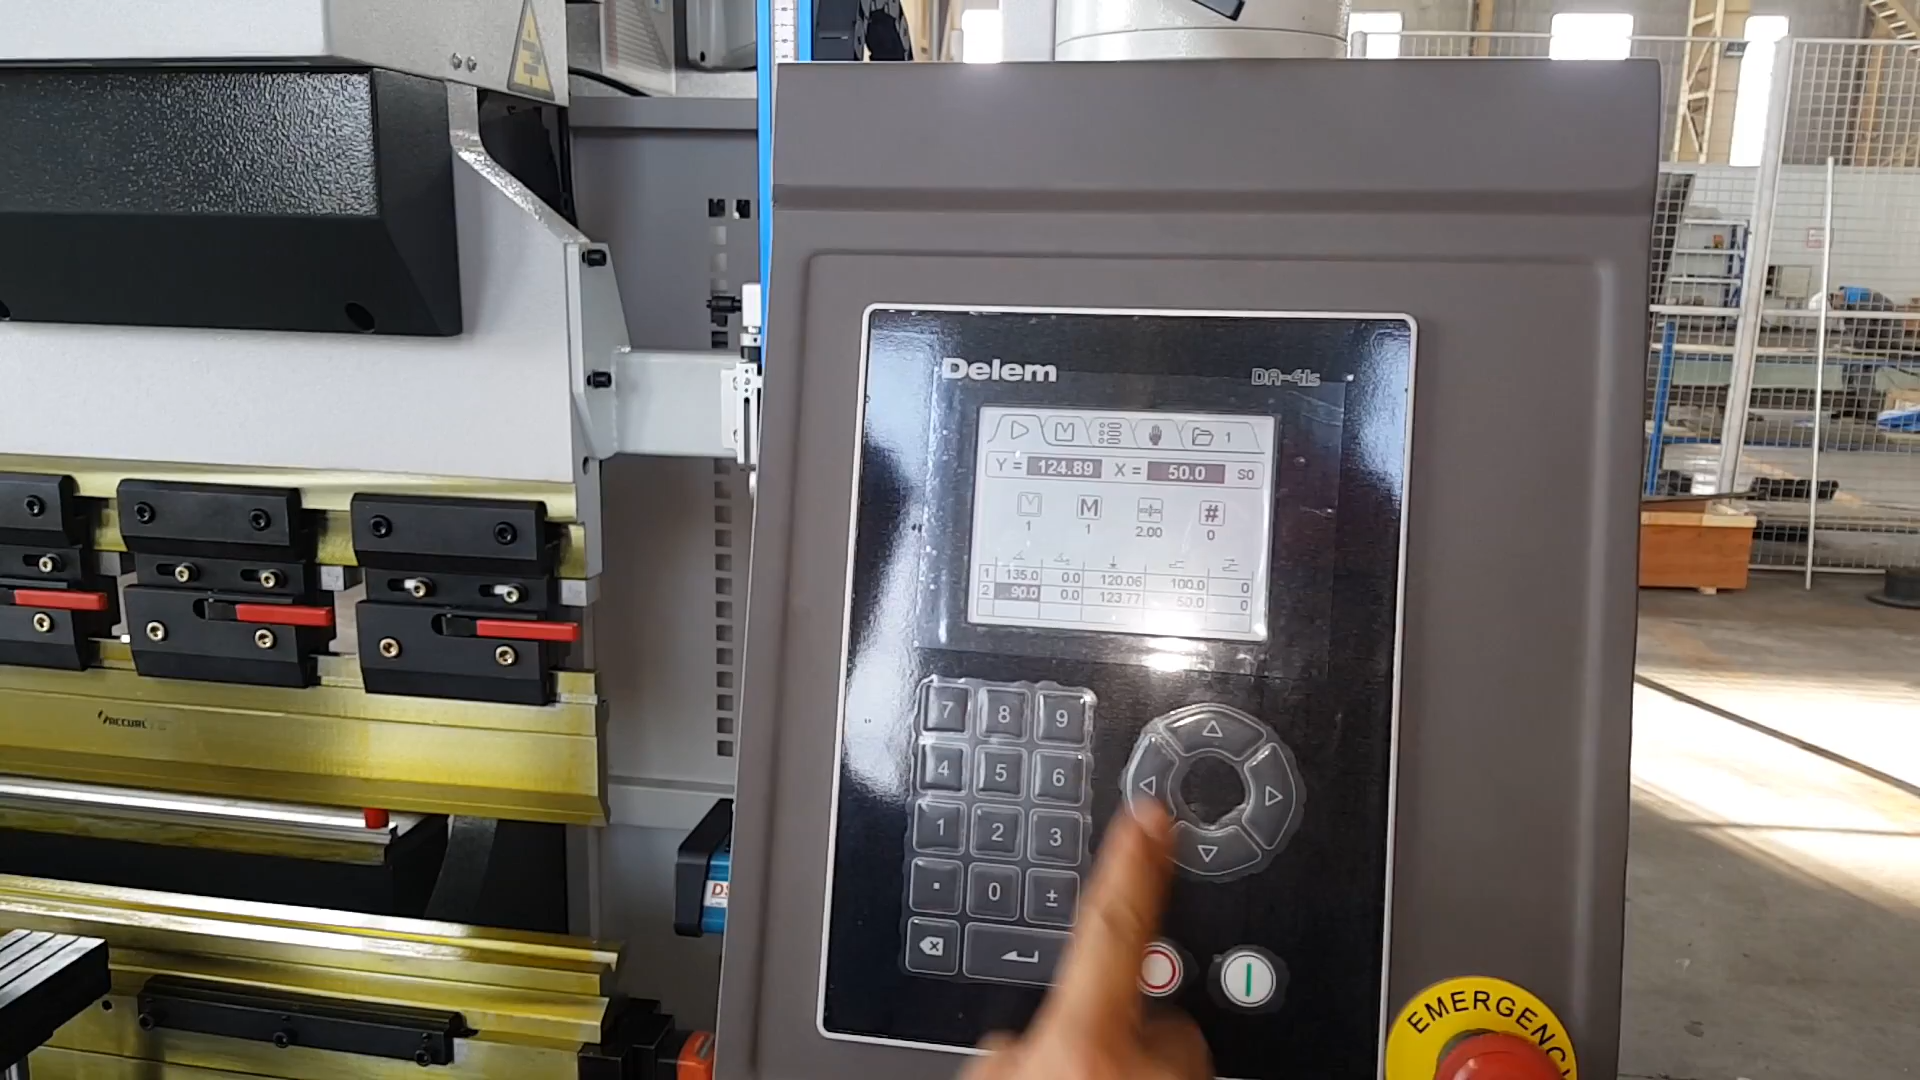 Delem
DA-41s
1
Y = 124.89 X = 50.0 S0
M
1 1 2.00 # 0
1 135.0 0.0 120.06 100.0 0
2 90.0 0.0 123.77 50.0 0
7 8 9
4 5 6
1 2 3
. 0 ±
ACCURL
DS
EMERGENC